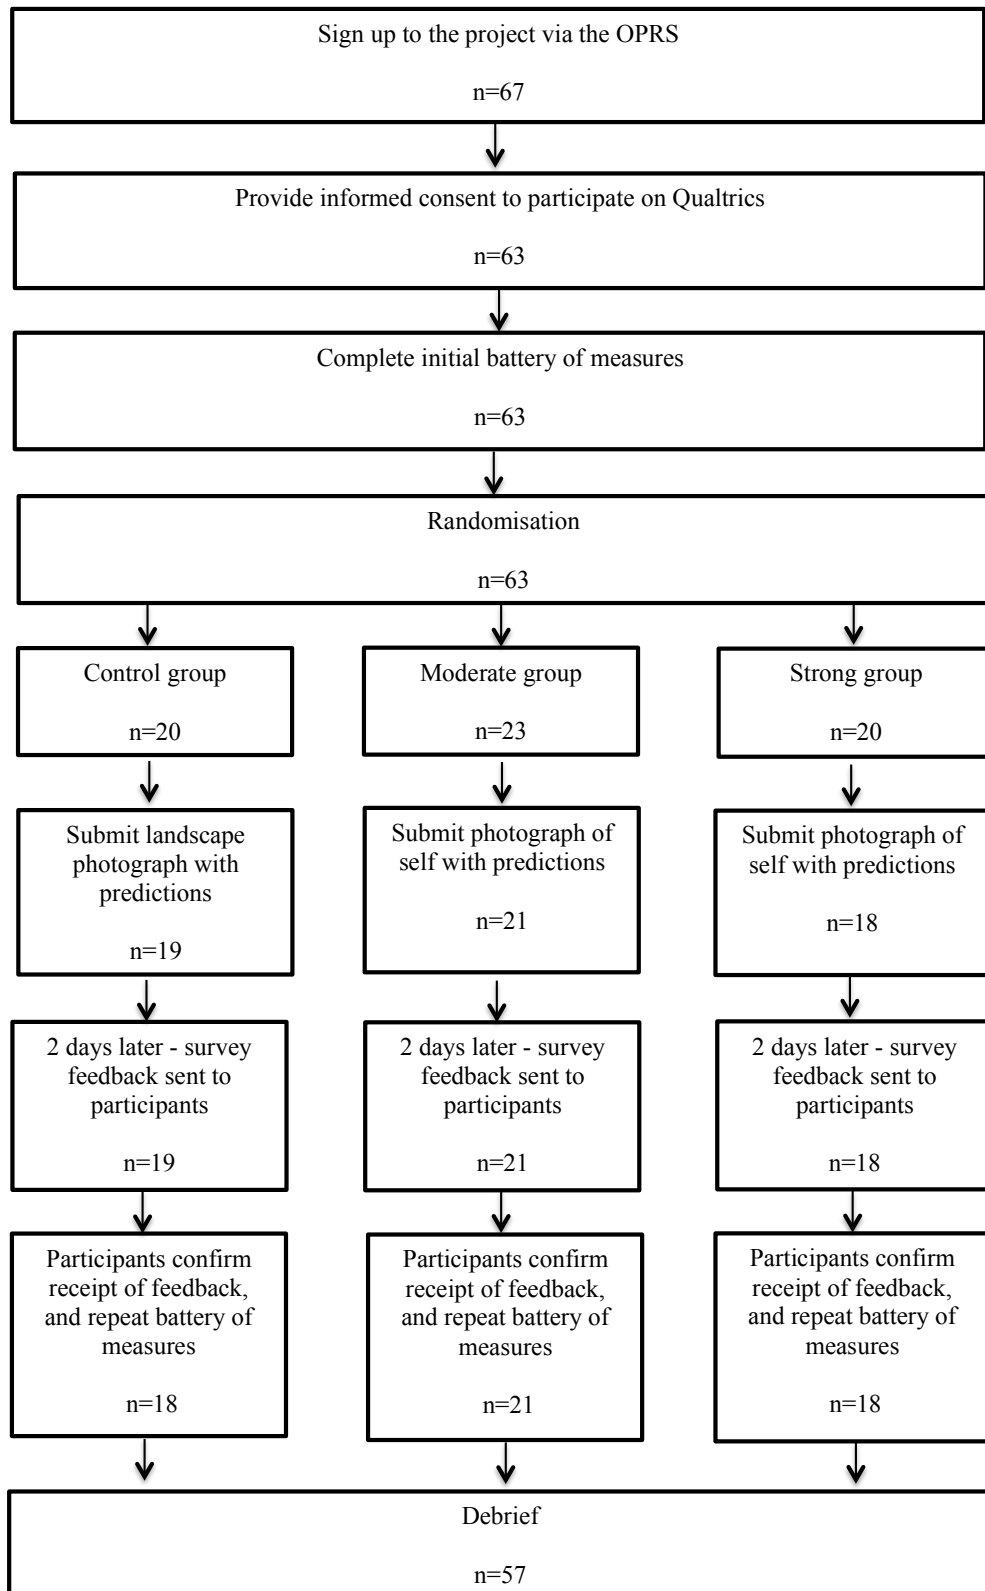 Sign up to the project via the OPRS
n=67
Provide informed consent to participate on Qualtrics
n=63
Complete initial battery of measures
n=63
Randomisation
n=63
Control group
n=20
Moderate group
n=23
Strong group
n=20
Submit landscape
photograph with
predictions
n=19
Submit photograph of
self with predictions
n=21
Submit photograph of
self with predictions
n=18
2 days later - survey
feedback sent to
participants
n=19
2 days later - survey
feedback sent to
participants
n=21
2 days later - survey
feedback sent to
participants
n=18
Participants confirm
receipt of feedback,
and repeat battery of
measures
n=18
Participants confirm
receipt of feedback,
and repeat battery of
measures
n=21
Participants confirm
receipt of feedback,
and repeat battery of
measures
n=18
Debrief
n=57